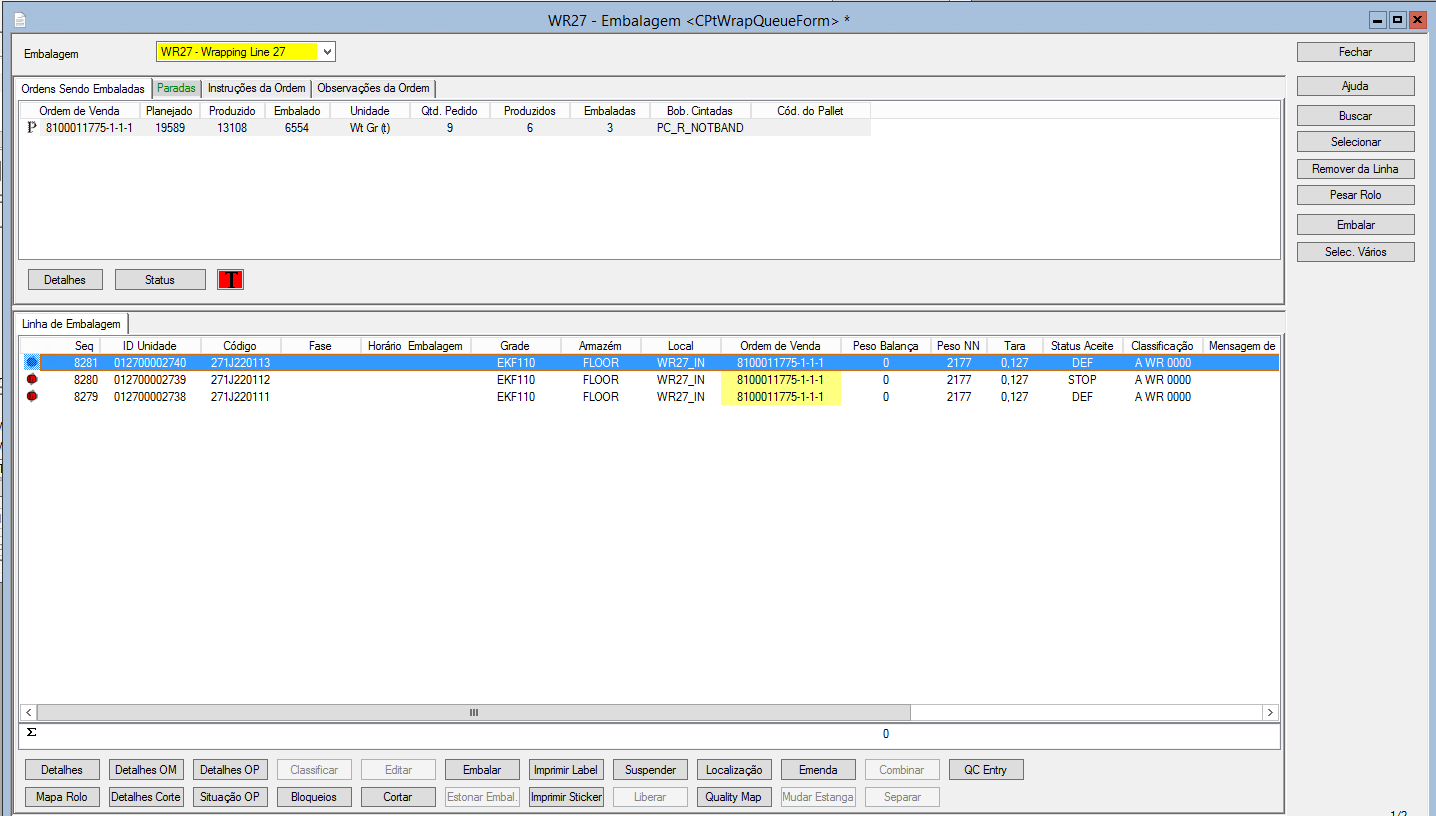 WR27 - Embalagem <CPtWrapQueueForm> *
Embalagem WR27 - Wrapping Line 27 Fechar
Ordens Sendo Embaladas Paradas Instruções da Ordem Observações da Ordem Ajuda
Ordem de Venda Planejado Produzido Embalado Unidade Qtd. Pedido Produzidos Embaladas Bob. Cintadas Cód. do Pallet Buscar
P 8100011775-1-1-1 19589 13108 6554 Wt Gr (t) 9 6 3 PC_R_NOTBAND
Selecionar
Remover da Linha
Pesar Rolo
Embalar
Selec. Vários
Detalhes Status T
Linha de Embalagem
Seq ID Unidade Código Fase Horário Embalagem Grade Armazém Local Ordem de Venda Peso Balança Peso NN Tara Status Aceite Classificação Mensagem de
8281 012700002740 271J220113 EKF110 FLOOR WR27_IN 8100011775-1-1-1 0 2177 0,127 DEF A WR 0000
8280 012700002739 271J220112 EKF110 FLOOR WR27_IN 8100011775-1-1-1 0 2177 0,127 STOP A WR 0000
8279 012700002738 271J220111 EKF110 FLOOR WR27_IN 8100011775-1-1-1 0 2177 0,127 DEF A WR 0000
Σ 0
Detalhes Detalhes OM Detalhes OP Classificar Editar Embalar Imprimir Label Suspender Localização Emenda Combinar QC Entry
Mapa Rolo Detalhes Corte Situação OP Bloqueios Cortar Estonar Embal. Imprimir Sticker Liberar Quality Map Mudar Estanga Separar